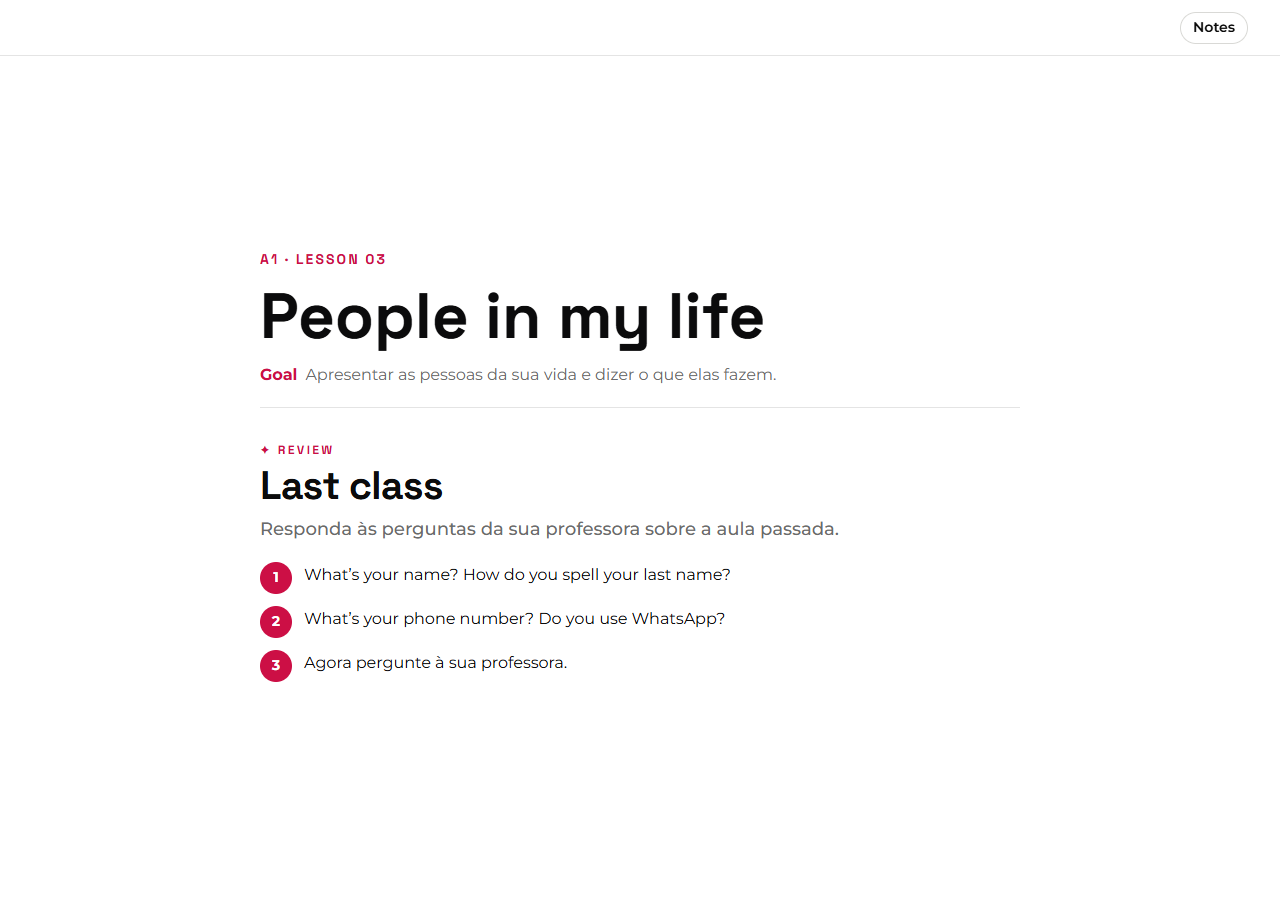 Notes
A1 · LESSON 03
People in my life
Goal Apresentar as pessoas da sua vida e dizer o que elas fazem.
✦ REVIEW
Last class
Responda às perguntas da sua professora sobre a aula passada.
1 What’s your name? How do you spell your last name?
2 What’s your phone number? Do you use WhatsApp?
3 Agora pergunte à sua professora.